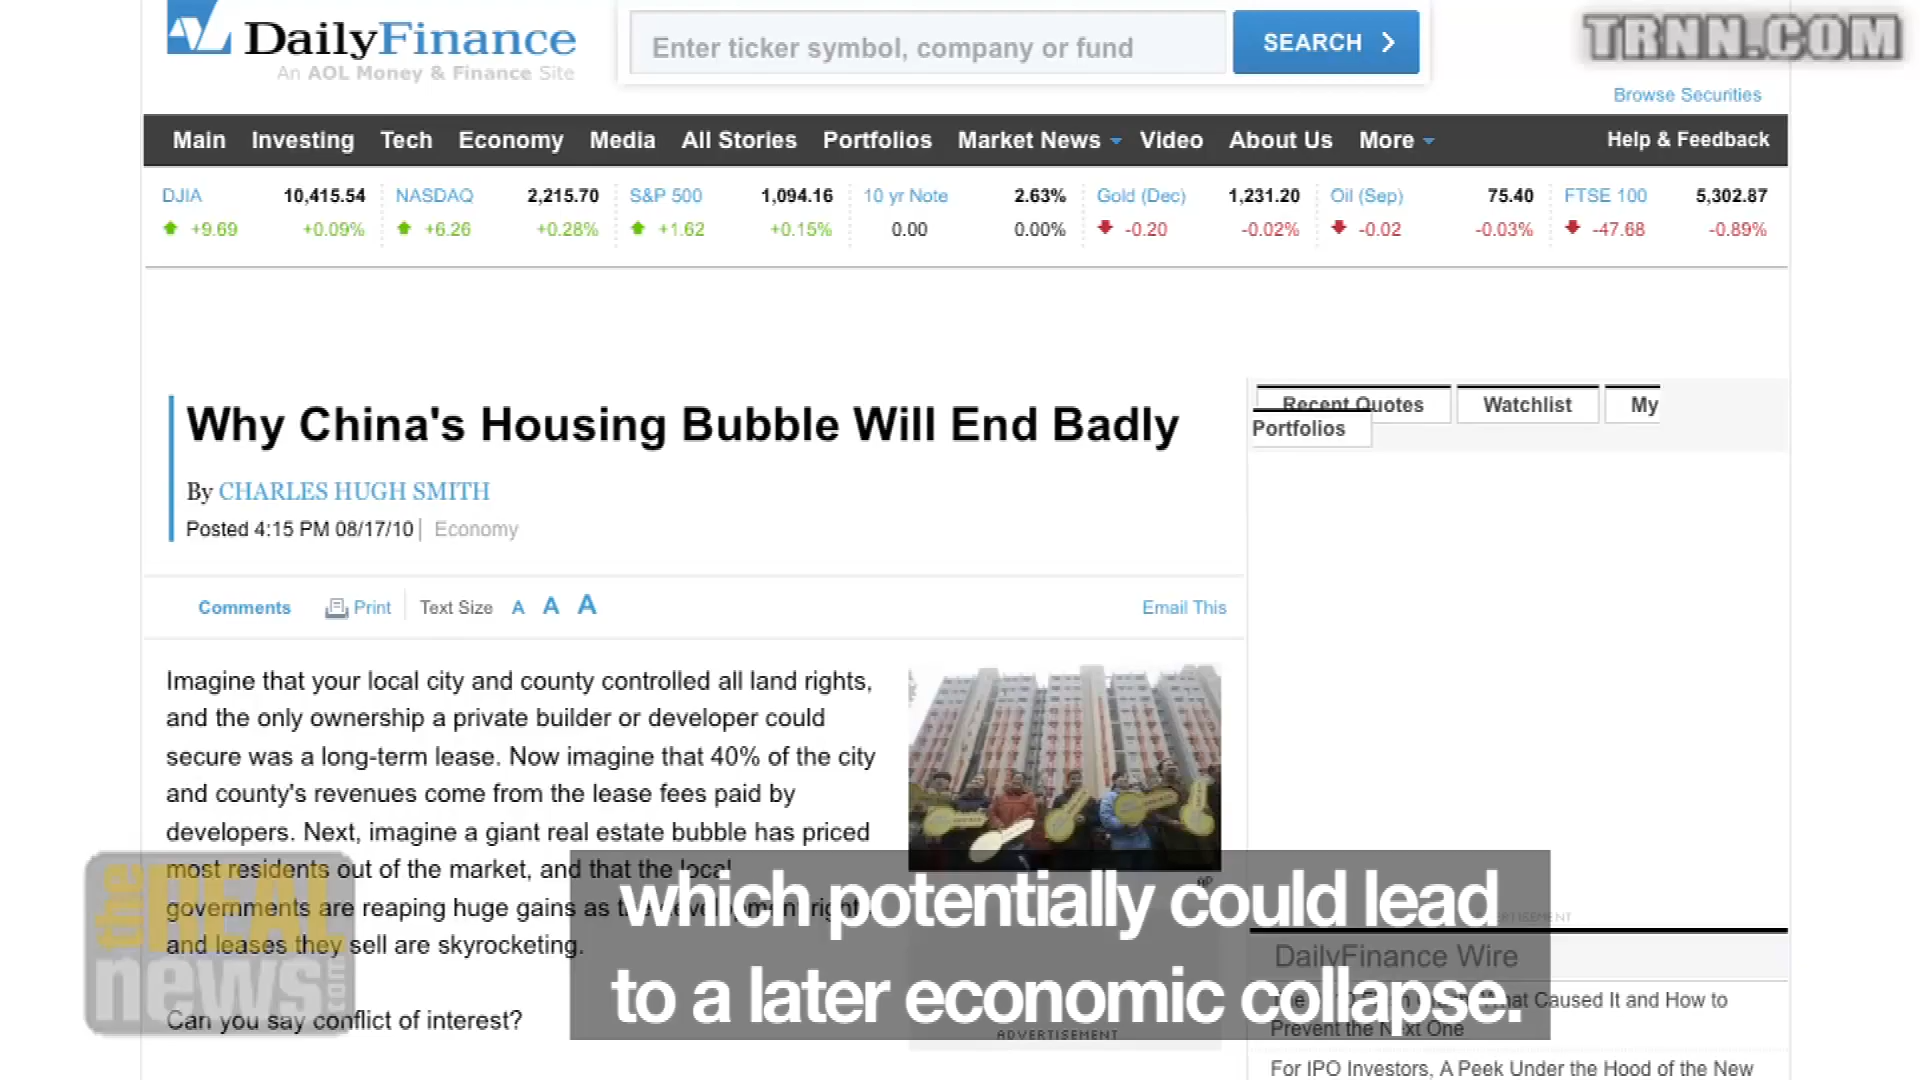 DailyFinance
An AOL Money & Finance Site
Enter ticker symbol, company or fund
SEARCH
TRNN.COM
Browse Securities
Main Investing Tech Economy Media All Stories Portfolios Market News Video About Us More Help & Feedback
DJIA 10,415.54 NASDAQ 2,215.70 S&P 500 1,094.16 10 yr Note 2.63% Gold (Dec) 1,231.20 Oil (Sep) 75.40 FTSE 100 5,302.87
+9.69 +0.09% +6.26 +0.28% +1.62 +0.15% 0.00 0.00% -0.20 -0.02% -0.02 -0.03% -47.68 -0.89%
Why China's Housing Bubble Will End Badly
By CHARLES HUGH SMITH
Posted 4:15 PM 08/17/10 | Economy
Comments Print Text Size A A A Email This
Imagine that your local city and county controlled all land rights,
and the only ownership a private builder or developer could
secure was a long-term lease. Now imagine that 40% of the city
and county's revenues come from the lease fees paid by
developers. Next, imagine a giant real estate bubble has priced
most residents out of the market, and that the local
governments are reaping huge gains as the development rights
and leases they sell are skyrocketing.
Can you say conflict of interest?
AP
ADVERTISEMENT
Recent Quotes Watchlist My
Portfolios
DailyFinance Wire
What Caused It and How to
Prevent the Next One
For IPO Investors, A Peek Under the Hood of the New
the REAL
news.com
which potentially could lead
to a later economic collapse.